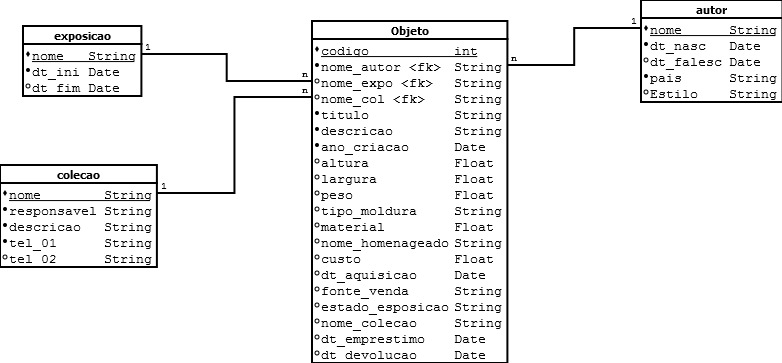 exposicao
nome String
dt_ini Date
dt_fim Date
1
n
colecao
nome String
responsavel String
descricao String
tel_01 String
tel_02 String
1
n
Objeto
codigo int
nome_autor <fk> String
nome_expo <fk> String
nome_col <fk> String
titulo String
descricao String
ano_criacao Date
altura Float
largura Float
peso Float
tipo_moldura String
material Float
nome_homenageado String
custo Float
dt_aquisicao Date
fonte_venda String
estado_esposicao String
nome_colecao String
dt_emprestimo Date
dt_devolucao Date
n
1
autor
nome String
dt_nasc Date
dt_falesc Date
pais String
Estilo String